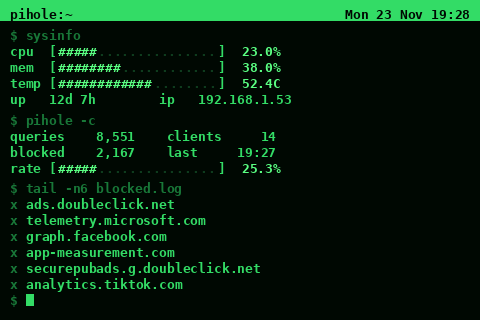 pihole:~ Mon 23 Nov 19:28
$ sysinfo
cpu [#####...............] 23.0%
mem [########............] 38.0%
temp [############........] 52.4C
up 12d 7h ip 192.168.1.53
$ pihole -c
queries 8,551 clients 14
blocked 2,167 last 19:27
rate [#####...............] 25.3%
$ tail -n6 blocked.log
x ads.doubleclick.net
x telemetry.microsoft.com
x graph.facebook.com
x app-measurement.com
x securepubads.g.doubleclick.net
x analytics.tiktok.com
$